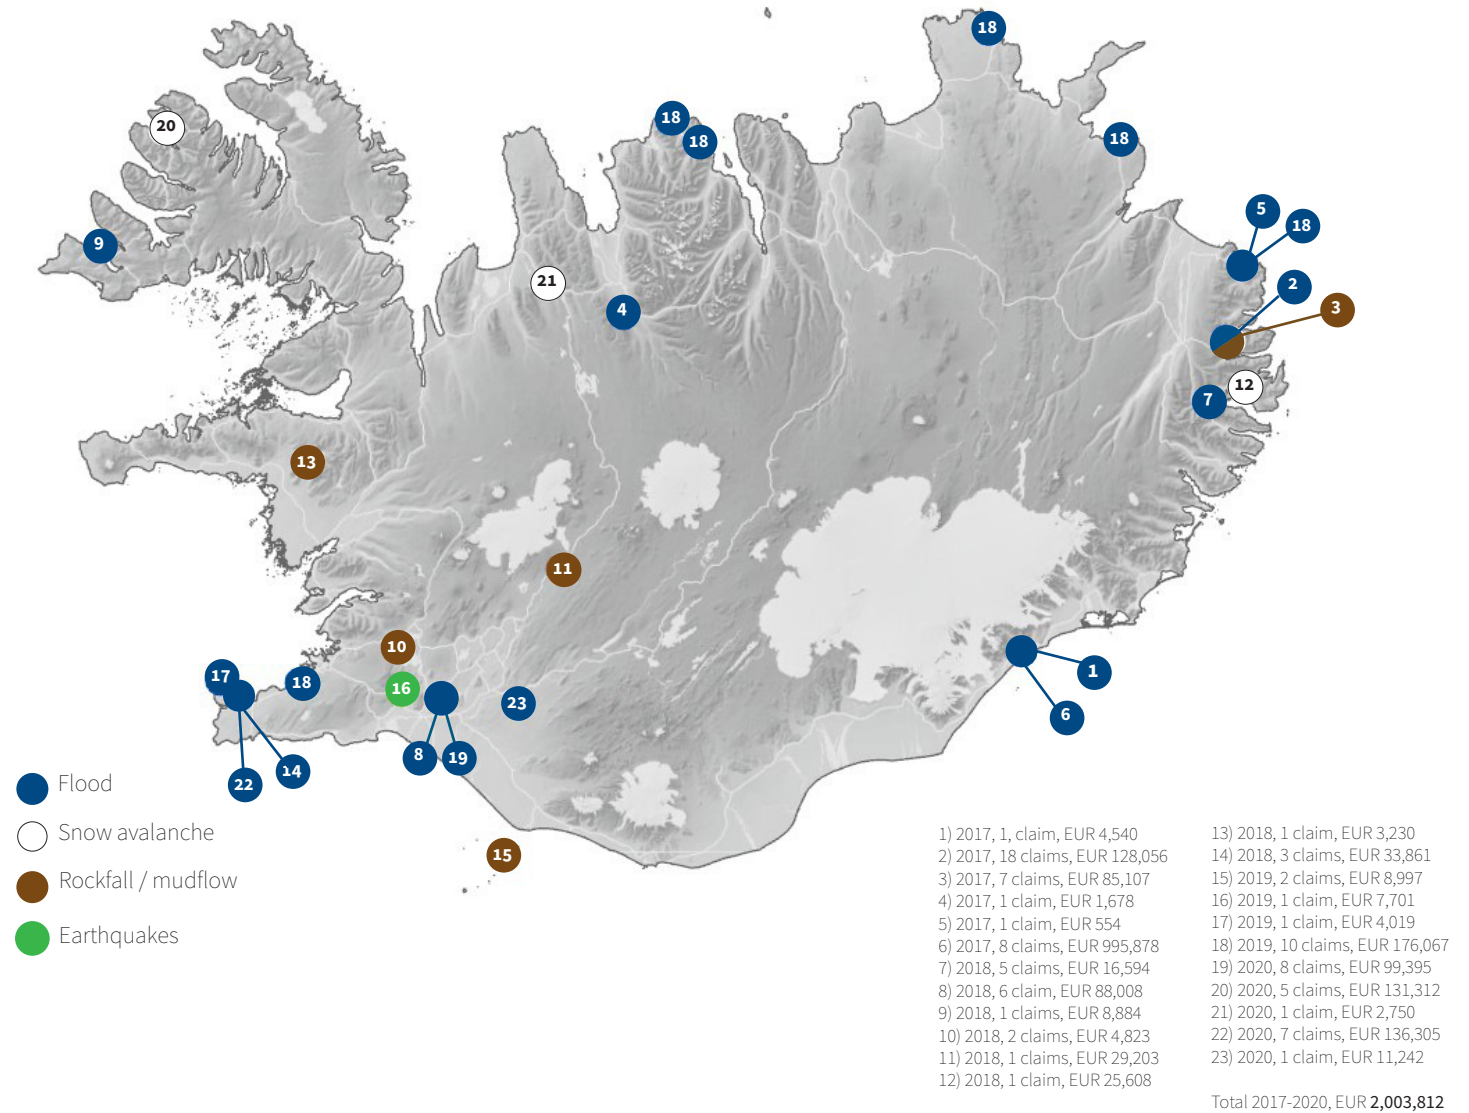 18
18
18
20
18
5
18
9
2
21
3
4
12
7
13
11
10
17
18
16
23
1
6
8
19
14
22
15
Flood
Snow avalanche
Rockfall / mudflow
Earthquakes
1) 2017, 1, claim, EUR 4,540
2) 2017, 18 claims, EUR 128,056
3) 2017, 7 claims, EUR 85,107
4) 2017, 1 claim, EUR 1,678
5) 2017, 1 claim, EUR 554
6) 2017, 8 claims, EUR 995,878
7) 2018, 5 claims, EUR 16,594
8) 2018, 6 claim, EUR 88,008
9) 2018, 1 claims, EUR 8,884
10) 2018, 2 claims, EUR 4,823
11) 2018, 1 claims, EUR 29,203
12) 2018, 1 claim, EUR 25,608
13) 2018, 1 claim, EUR 3,230
14) 2018, 3 claims, EUR 33,861
15) 2019, 2 claims, EUR 8,997
16) 2019, 1 claim, EUR 7,701
17) 2019, 1 claim, EUR 4,019
18) 2019, 10 claims, EUR 176,067
19) 2020, 8 claims, EUR 99,395
20) 2020, 5 claims, EUR 131,312
21) 2020, 1 claim, EUR 2,750
22) 2020, 7 claims, EUR 136,305
23) 2020, 1 claim, EUR 11,242
Total 2017-2020, EUR 2,003,812